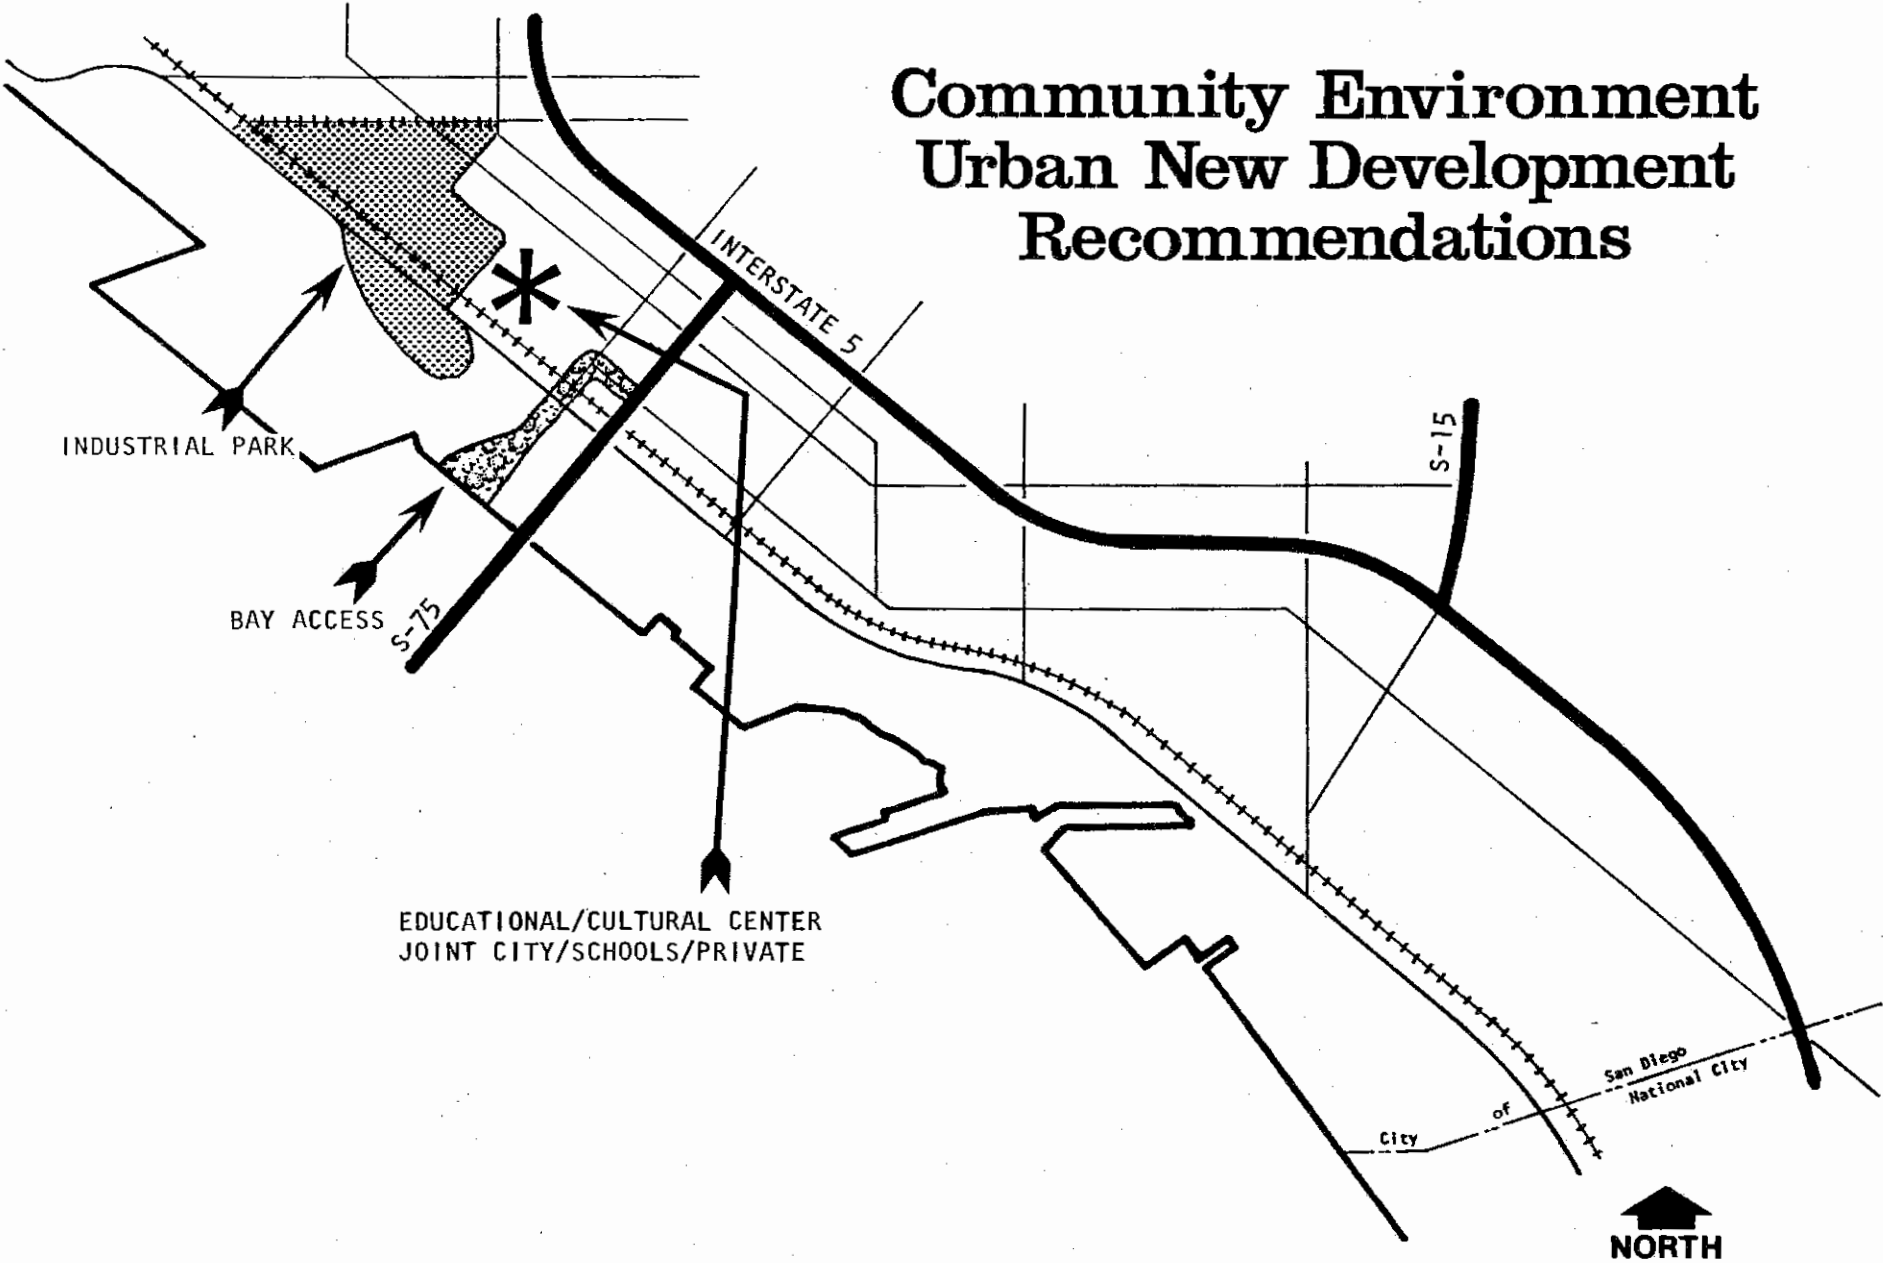 Community Environment
Urban New Development
Recommendations
INTERSTATE 5
S-15
INDUSTRIAL PARK
BAY ACCESS
S-75
EDUCATIONAL/CULTURAL CENTER
JOINT CITY/SCHOOLS/PRIVATE
City of San Diego
National City
NORTH